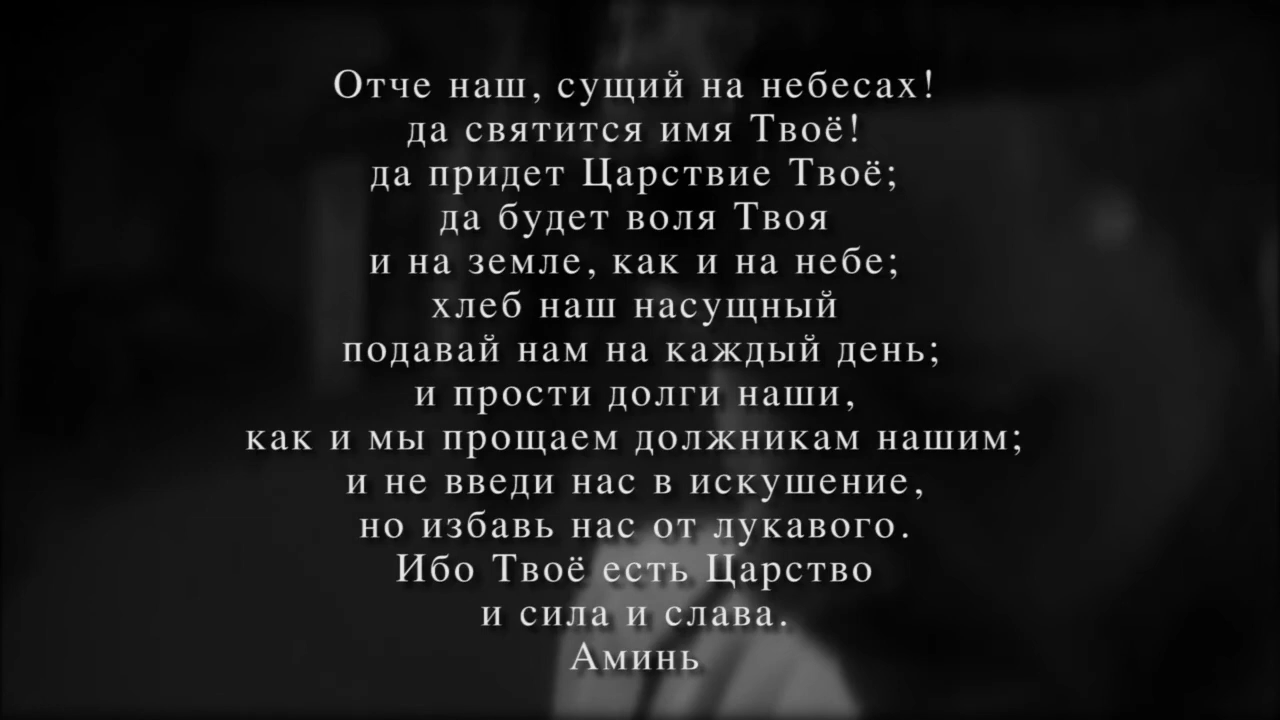 Отче наш, сущий на небесах!
да святится имя Твоё!
да придет Царствие Твоё;
да будет воля Твоя
и на земле, как и на небе;
хлеб наш насущный
подавай нам на каждый день;
и прости долги наши,
как и мы прощаем должникам нашим;
и не введи нас в искушение,
но избавь нас от лукавого.
Ибо Твоё есть Царство
и сила и слава.
Аминь